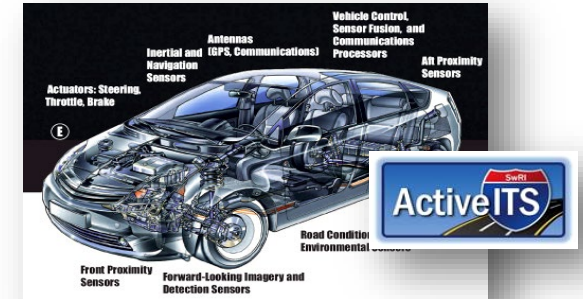 Antennas
(GPS, Communications)
Vehicle Control,
Sensor Fusion, and
Communications
Processors
Inertial and
Navigation
Sensors
Aft Proximity
Sensors
Actuators: Steering,
Throttle, Brake
E
SwRI
ActiveITS
Road Condition
Environmental Sensors
Front Proximity
Sensors
Forward-Looking Imagery and
Detection Sensors